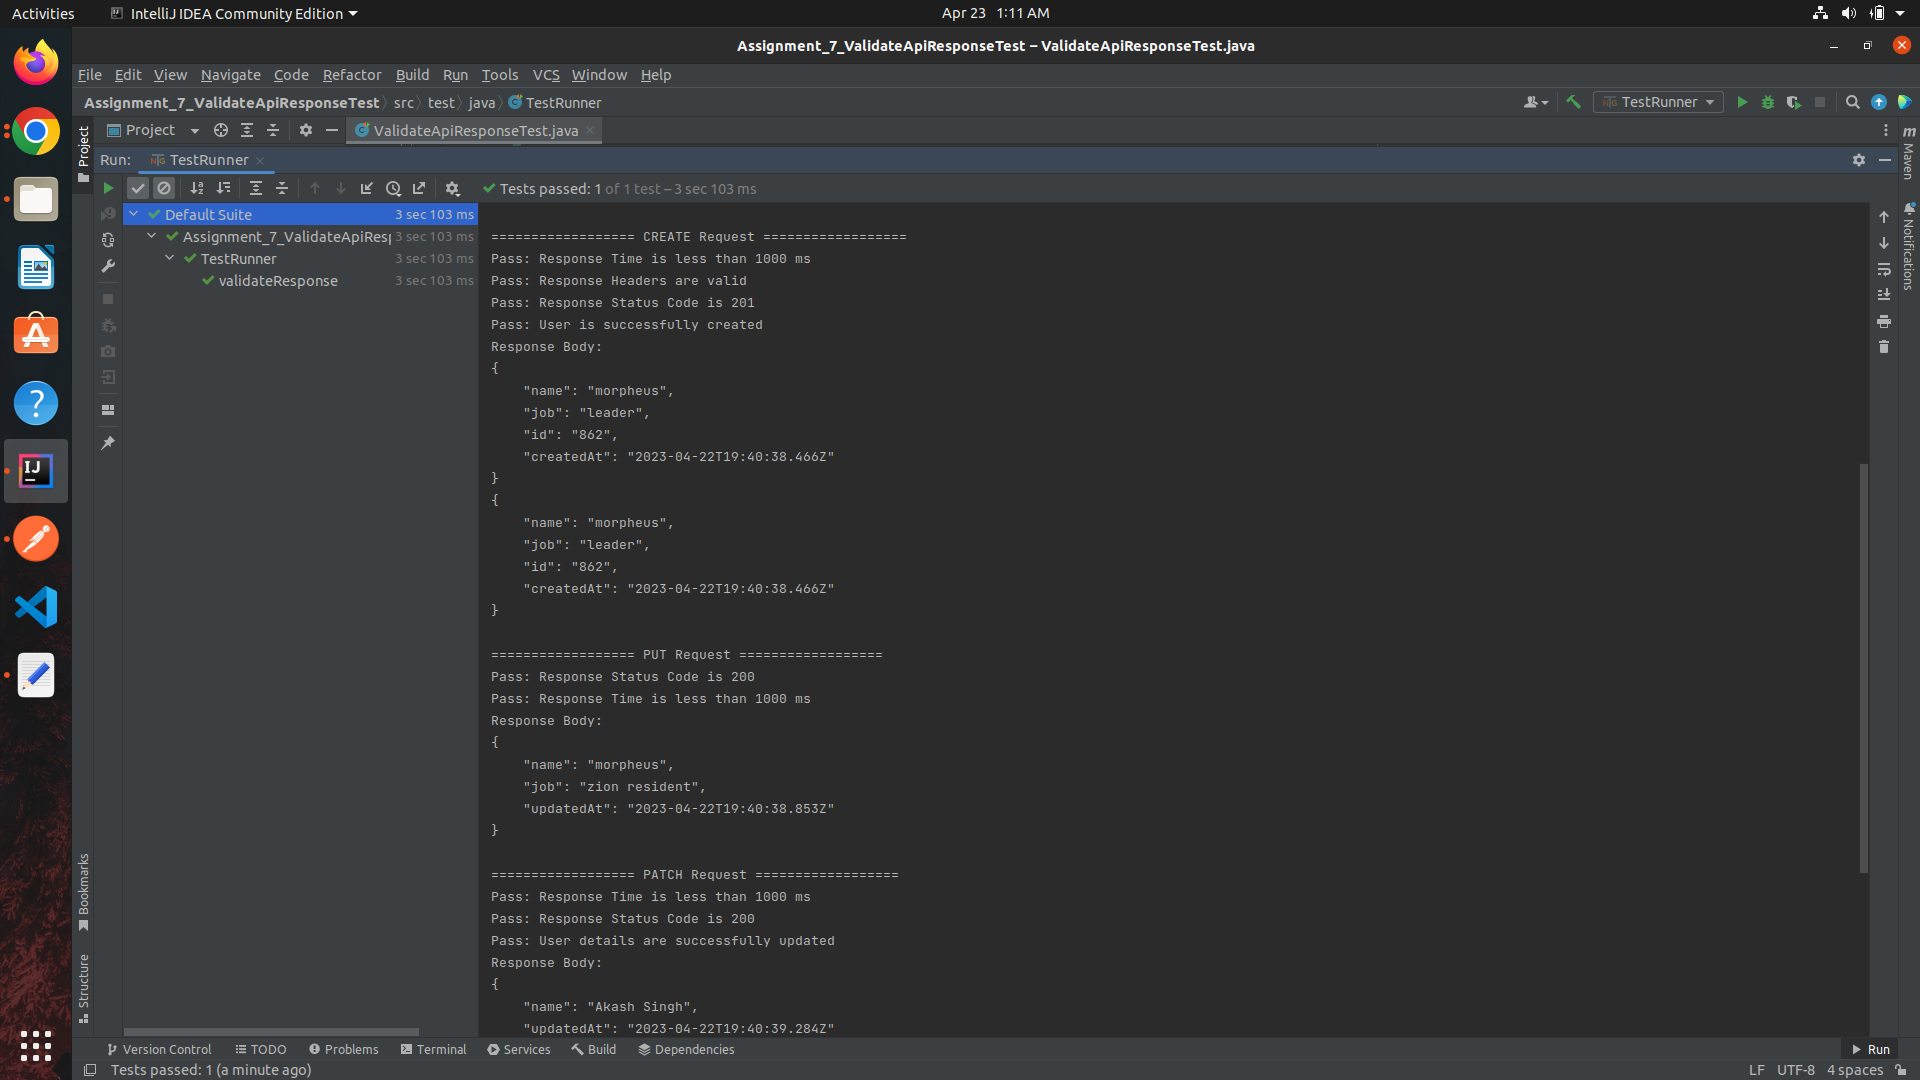 Activities IntelliJ IDEA Community Edition Apr 23 1:11 AM
Assignment_7_ValidateApiResponseTest – ValidateApiResponseTest.java
File Edit View Navigate Code Refactor Build Run Tools VCS Window Help
Assignment_7_ValidateApiResponseTest src test java TestRunner TestRunner
Project ValidateApiResponseTest.java
Run: TestRunner
Tests passed: 1 of 1 test – 3 sec 103 ms
Default Suite 3 sec 103 ms
Assignment_7_ValidateApiResp 3 sec 103 ms
TestRunner 3 sec 103 ms
validateResponse 3 sec 103 ms
================== CREATE Request ==================
Pass: Response Time is less than 1000 ms
Pass: Response Headers are valid
Pass: Response Status Code is 201
Pass: User is successfully created
Response Body:
{
    "name": "morpheus",
    "job": "leader",
    "id": "862",
    "createdAt": "2023-04-22T19:40:38.466Z"
}
{
    "name": "morpheus",
    "job": "leader",
    "id": "862",
    "createdAt": "2023-04-22T19:40:38.466Z"
}
================== PUT Request ==================
Pass: Response Status Code is 200
Pass: Response Time is less than 1000 ms
Response Body:
{
    "name": "morpheus",
    "job": "zion resident",
    "updatedAt": "2023-04-22T19:40:38.853Z"
}
================== PATCH Request ==================
Pass: Response Time is less than 1000 ms
Pass: Response Status Code is 200
Pass: User details are successfully updated
Response Body:
{
    "name": "Akash Singh",
    "updatedAt": "2023-04-22T19:40:39.284Z"
Project
Bookmarks
Structure
Maven
Notifications
Version Control TODO Problems Terminal Services Build Dependencies Run
Tests passed: 1 (a minute ago) LF UTF-8 4 spaces